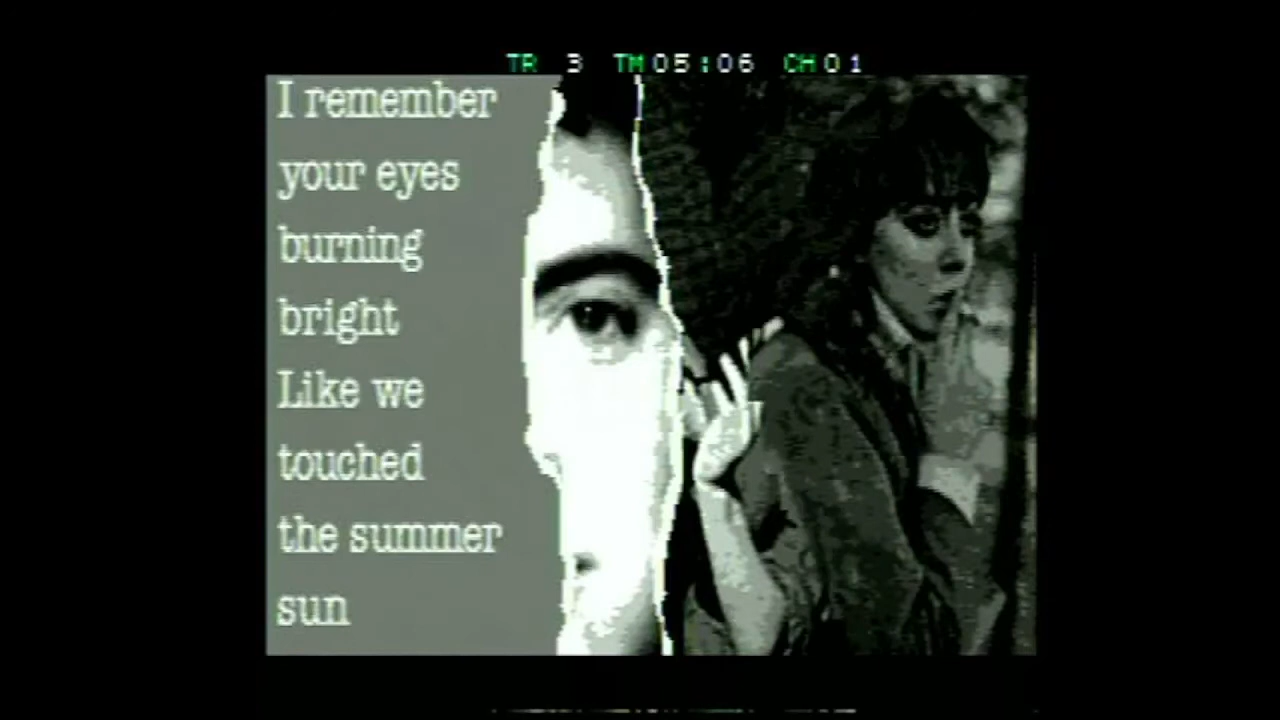 TR 3 TM05:06 CH01
I remember
your eyes
burning
bright
Like we
touched
the summer
sun